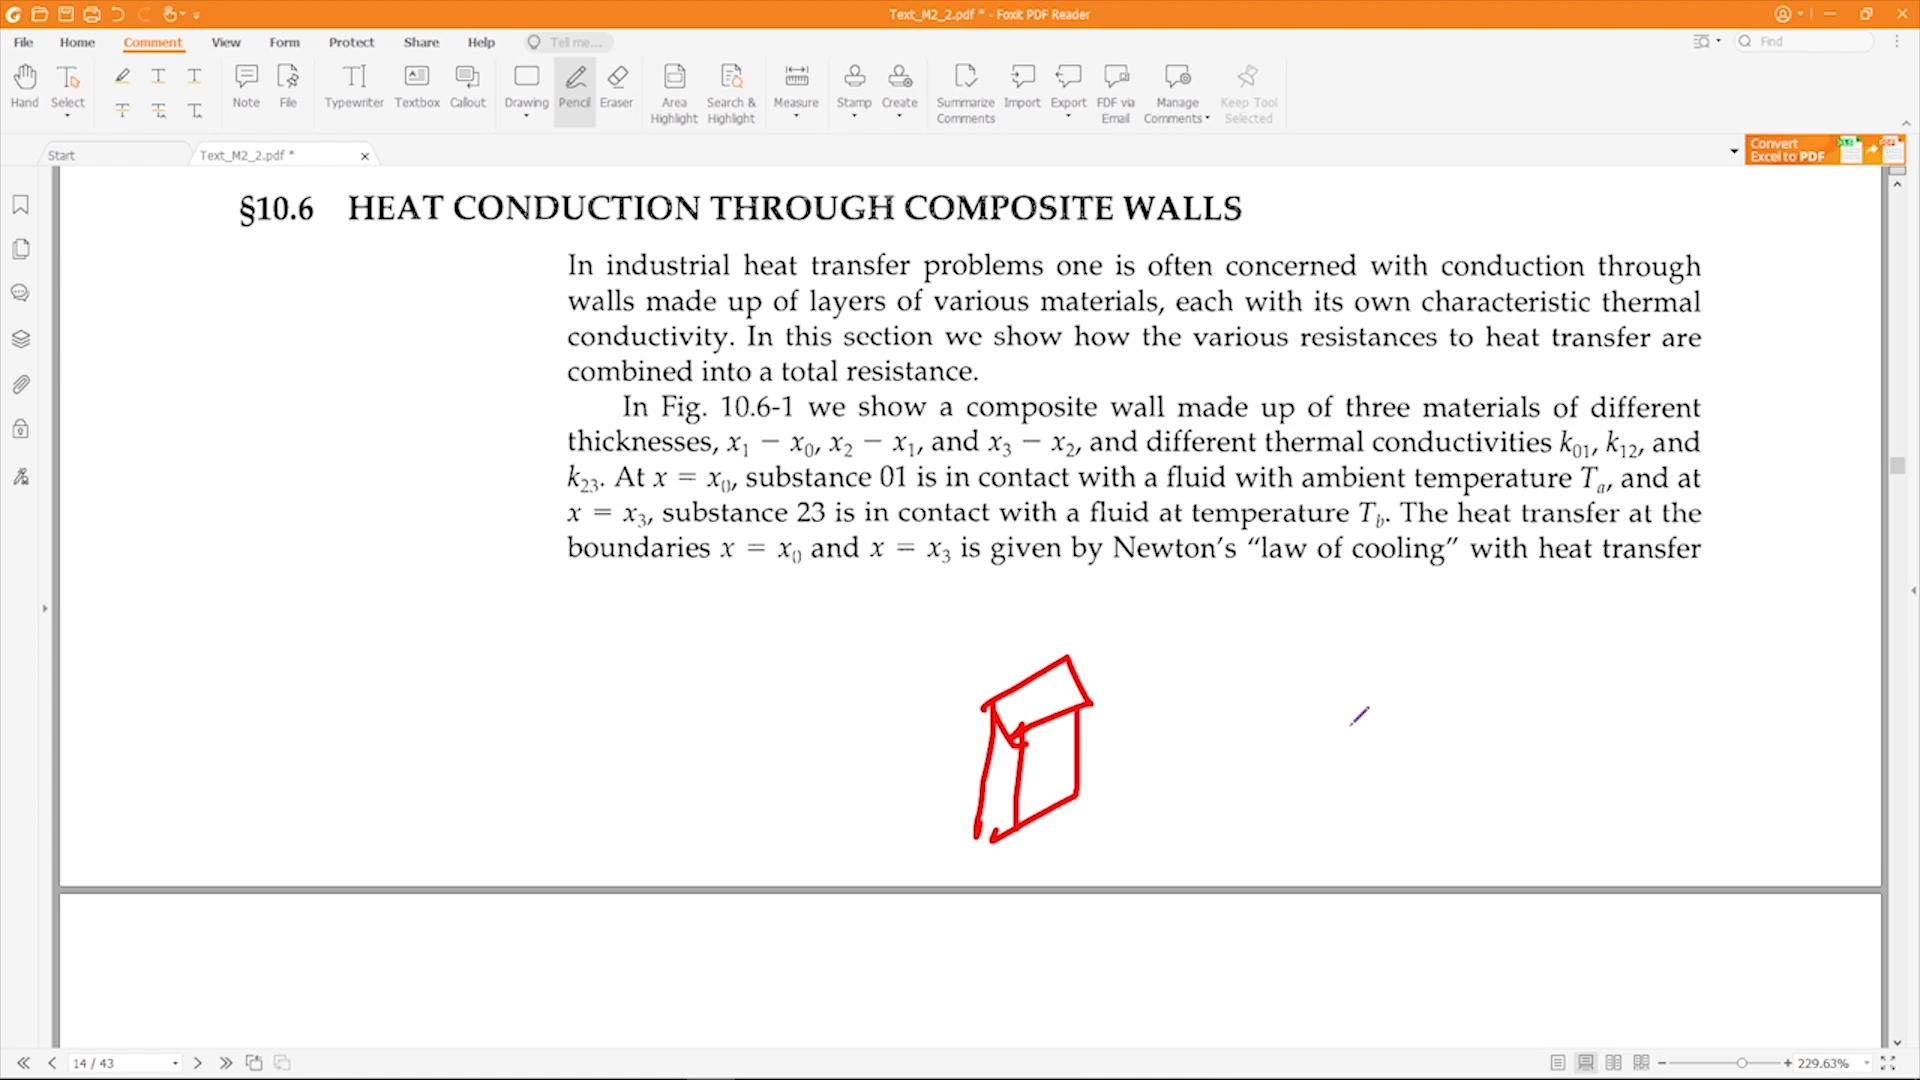 Text_M2_2.pdf * - Foxit PDF Reader
File Home Comment View Form Protect Share Help Tell me... Find
Hand Select Note File Typewriter Textbox Callout Drawing Pencil Eraser Area Highlight Search & Highlight Measure Stamp Create Summarize Comments Import Export FDF via Email Manage Comments Keep Tool Selected
Start Text_M2_2.pdf * Convert Excel to PDF
§10.6 HEAT CONDUCTION THROUGH COMPOSITE WALLS
In industrial heat transfer problems one is often concerned with conduction through
walls made up of layers of various materials, each with its own characteristic thermal
conductivity. In this section we show how the various resistances to heat transfer are
combined into a total resistance.
In Fig. 10.6-1 we show a composite wall made up of three materials of different
thicknesses, x₁ − x₀, x₂ − x₁, and x₃ − x₂, and different thermal conductivities k₀₁, k₁₂, and
k₂₃. At x = x₀, substance 01 is in contact with a fluid with ambient temperature Tₐ, and at
x = x₃, substance 23 is in contact with a fluid at temperature T_b. The heat transfer at the
boundaries x = x₀ and x = x₃ is given by Newton's “law of cooling” with heat transfer
14 / 43 229.63%